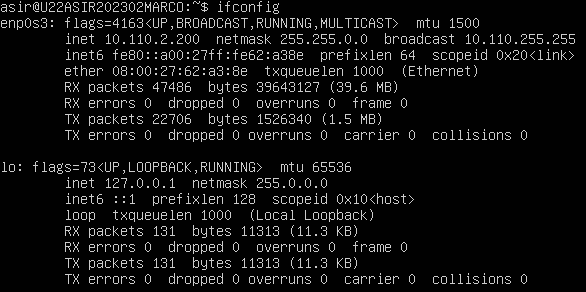 asir@U22ASIR202302MARCO:~$ ifconfig
enp0s3: flags=4163<UP,BROADCAST,RUNNING,MULTICAST>  mtu 1500
        inet 10.110.2.200  netmask 255.255.0.0  broadcast 10.110.255.255
        inet6 fe80::a00:27ff:fe62:a38e  prefixlen 64  scopeid 0x20<link>
        ether 08:00:27:62:a3:8e  txqueuelen 1000  (Ethernet)
        RX packets 47486  bytes 39643127 (39.6 MB)
        RX errors 0  dropped 0  overruns 0  frame 0
        TX packets 22706  bytes 1526340 (1.5 MB)
        TX errors 0  dropped 0 overruns 0  carrier 0  collisions 0
lo: flags=73<UP,LOOPBACK,RUNNING>  mtu 65536
        inet 127.0.0.1  netmask 255.0.0.0
        inet6 ::1  prefixlen 128  scopeid 0x10<host>
        loop  txqueuelen 1000  (Local Loopback)
        RX packets 131  bytes 11313 (11.3 KB)
        RX errors 0  dropped 0  overruns 0  frame 0
        TX packets 131  bytes 11313 (11.3 KB)
        TX errors 0  dropped 0 overruns 0  carrier 0  collisions 0